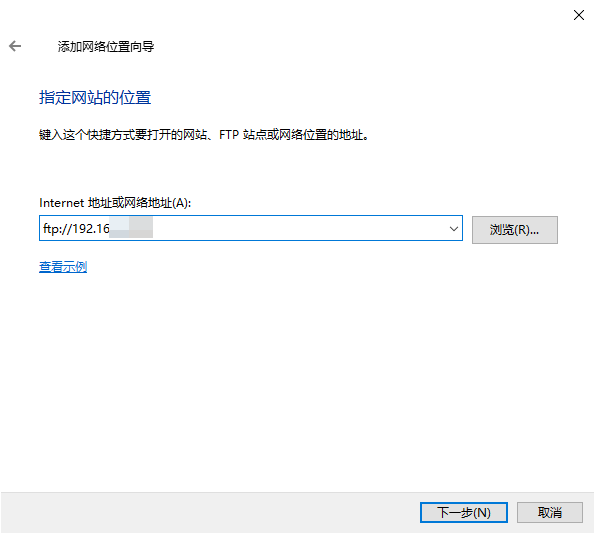 添加网络位置向导
指定网站的位置
键入这个快捷方式要打开的网站、FTP 站点或网络位置的地址。
Internet 地址或网络地址(A):
ftp://192.16
浏览(R)...
查看示例
下一步(N)
取消